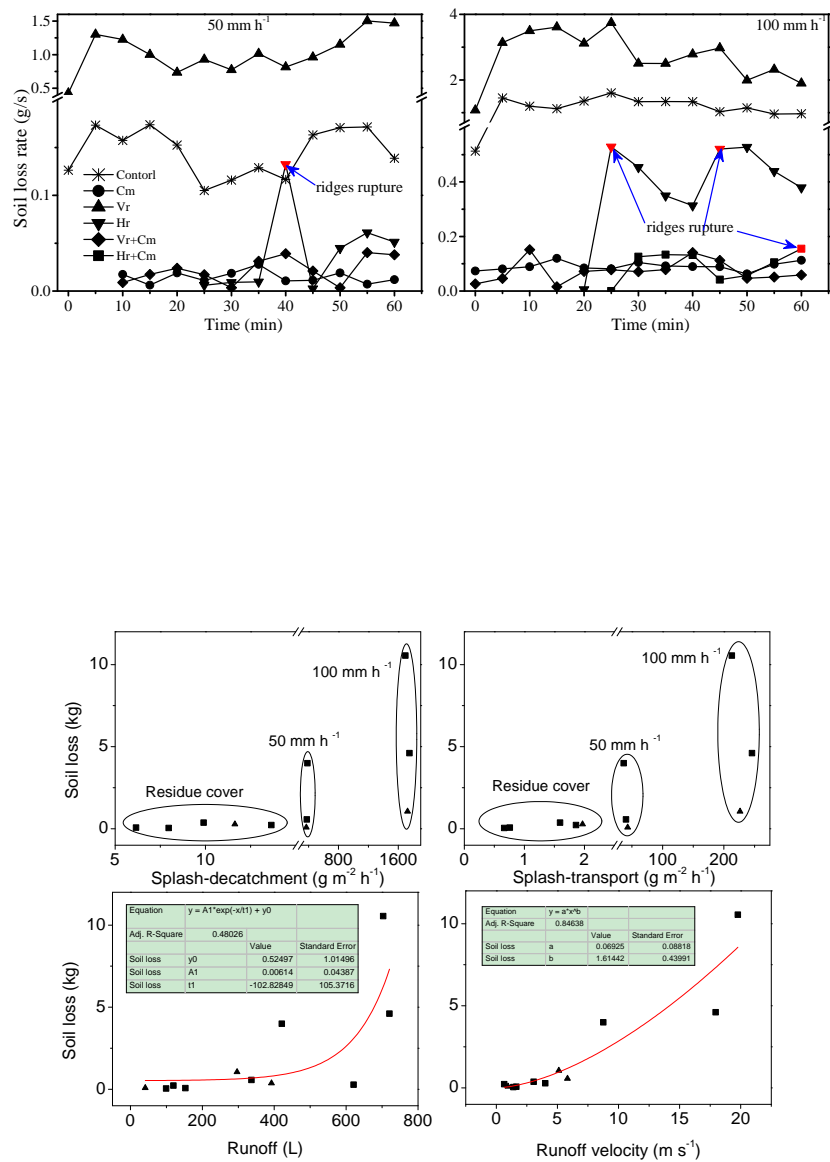 50 mm h-1
100 mm h-1
1.5
1.0
0.5
0.1
0.0
Soil loss rate (g/s)
Contorl
Cm
Vr
Hr
Vr+Cm
Hr+Cm
ridges rupture
0 10 20 30 40 50 60
Time (min)
4
2
0.4
0.2
0.0
ridges rupture
0 10 20 30 40 50 60
Time (min)
10
5
0
Soil loss (kg)
100 mm h -1
50 mm h -1
Residue cover
5 10 800 1600
Splash-decatchment (g m-2 h-1)
10
5
0
100 mm h -1
50 mm h -1
Residue cover
0 1 2 100 200
Splash-transport (g m-2 h-1)
10
5
0
Soil loss (kg)
Equation y = A1*exp(-x/t1) + y0
Adj. R-Square 0.48026
Value Standard Error
Soil loss y0 0.52497 1.01496
Soil loss A1 0.00614 0.04387
Soil loss t1 -102.82849 105.3716
0 200 400 600 800
Runoff (L)
10
5
0
Equation y = a*x^b
Adj. R-Square 0.84638
Value Standard Error
Soil loss a 0.06925 0.08818
Soil loss b 1.61442 0.43991
0 5 10 15 20
Runoff velocity (m s-1)